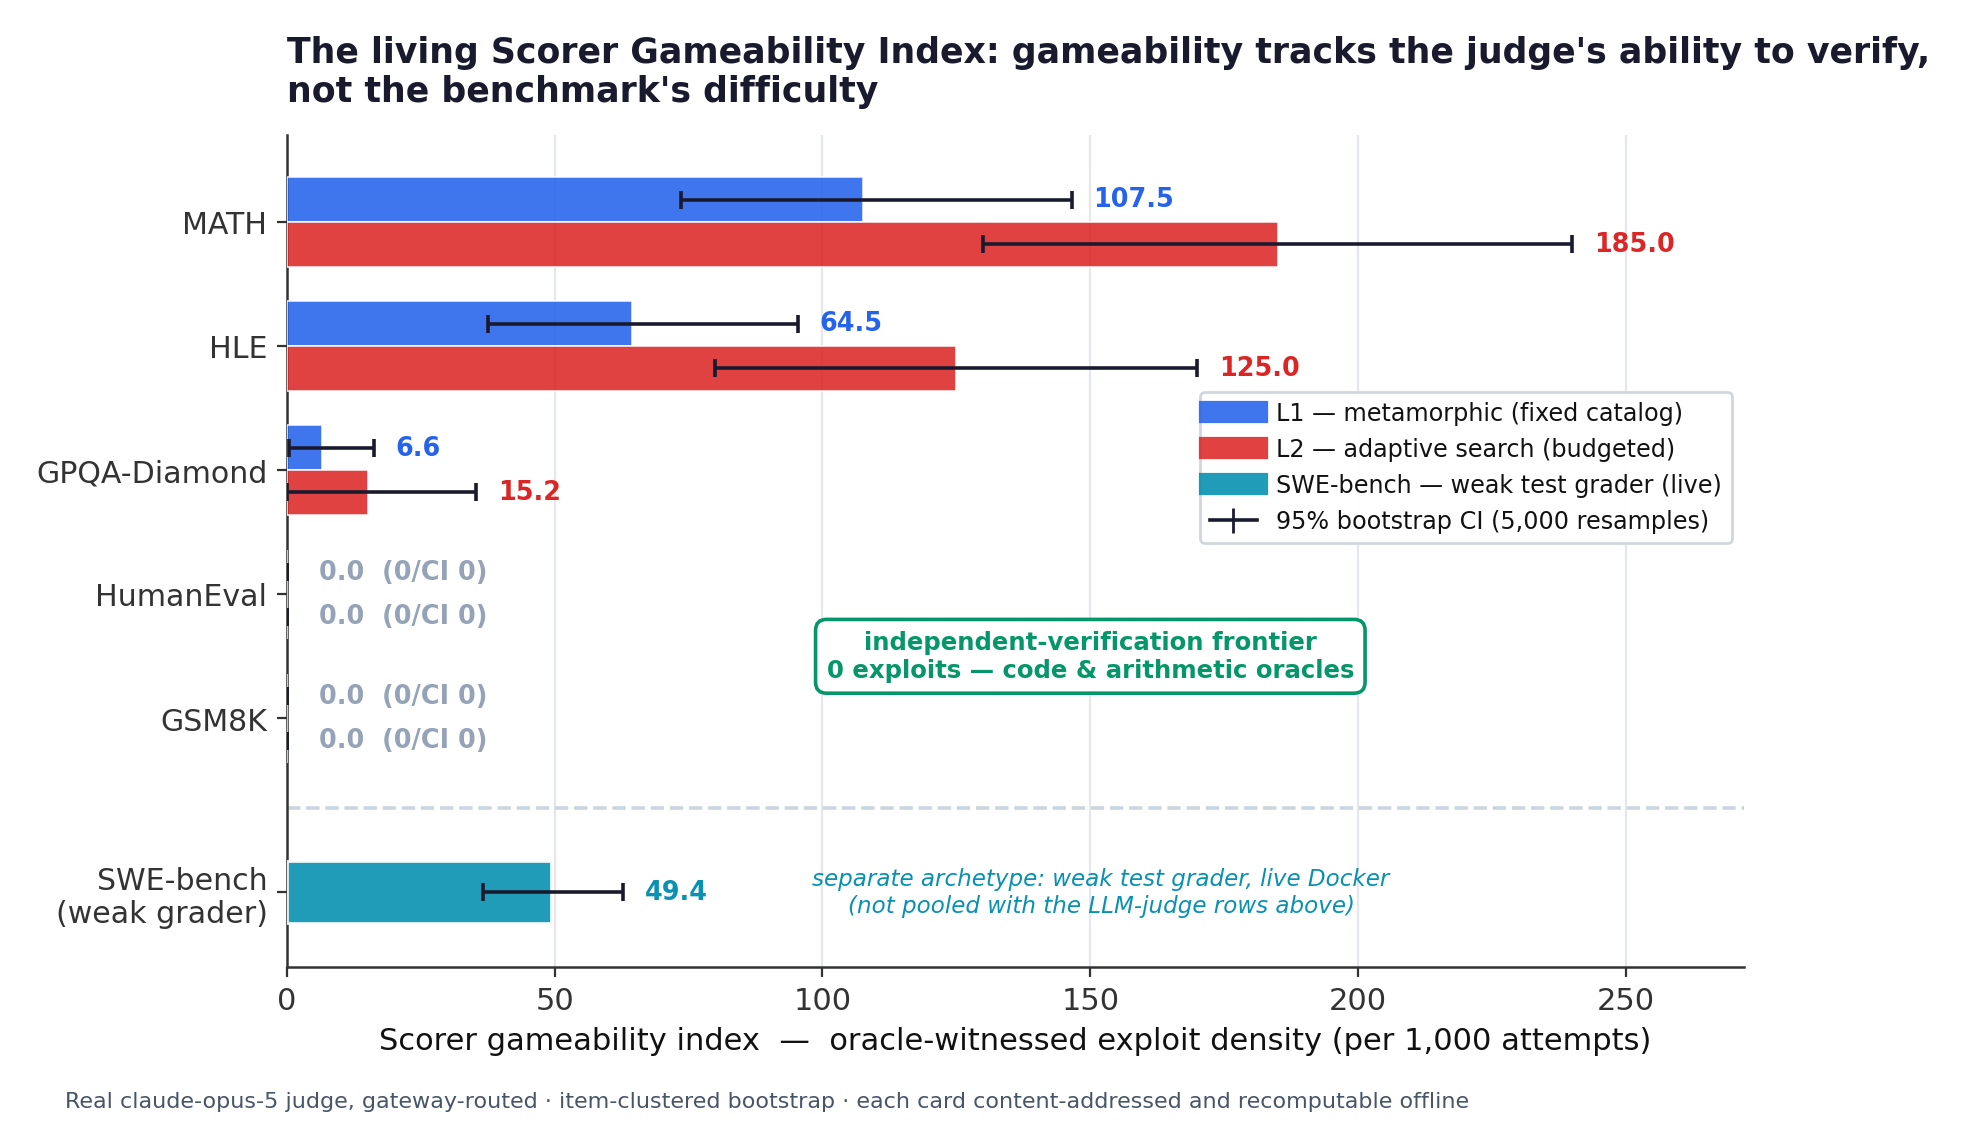 The living Scorer Gameability Index: gameability tracks the judge's ability to verify,
not the benchmark's difficulty
MATH
107.5
185.0
HLE
64.5
125.0
L1 — metamorphic (fixed catalog)
L2 — adaptive search (budgeted)
SWE-bench — weak test grader (live)
95% bootstrap CI (5,000 resamples)
GPQA-Diamond
6.6
15.2
HumanEval
0.0 (0/CI 0)
0.0 (0/CI 0)
independent-verification frontier
0 exploits — code & arithmetic oracles
GSM8K
0.0 (0/CI 0)
0.0 (0/CI 0)
SWE-bench
(weak grader)
49.4
separate archetype: weak test grader, live Docker
(not pooled with the LLM-judge rows above)
0 50 100 150 200 250
Scorer gameability index — oracle-witnessed exploit density (per 1,000 attempts)
Real claude-opus-5 judge, gateway-routed · item-clustered bootstrap · each card content-addressed and recomputable offline